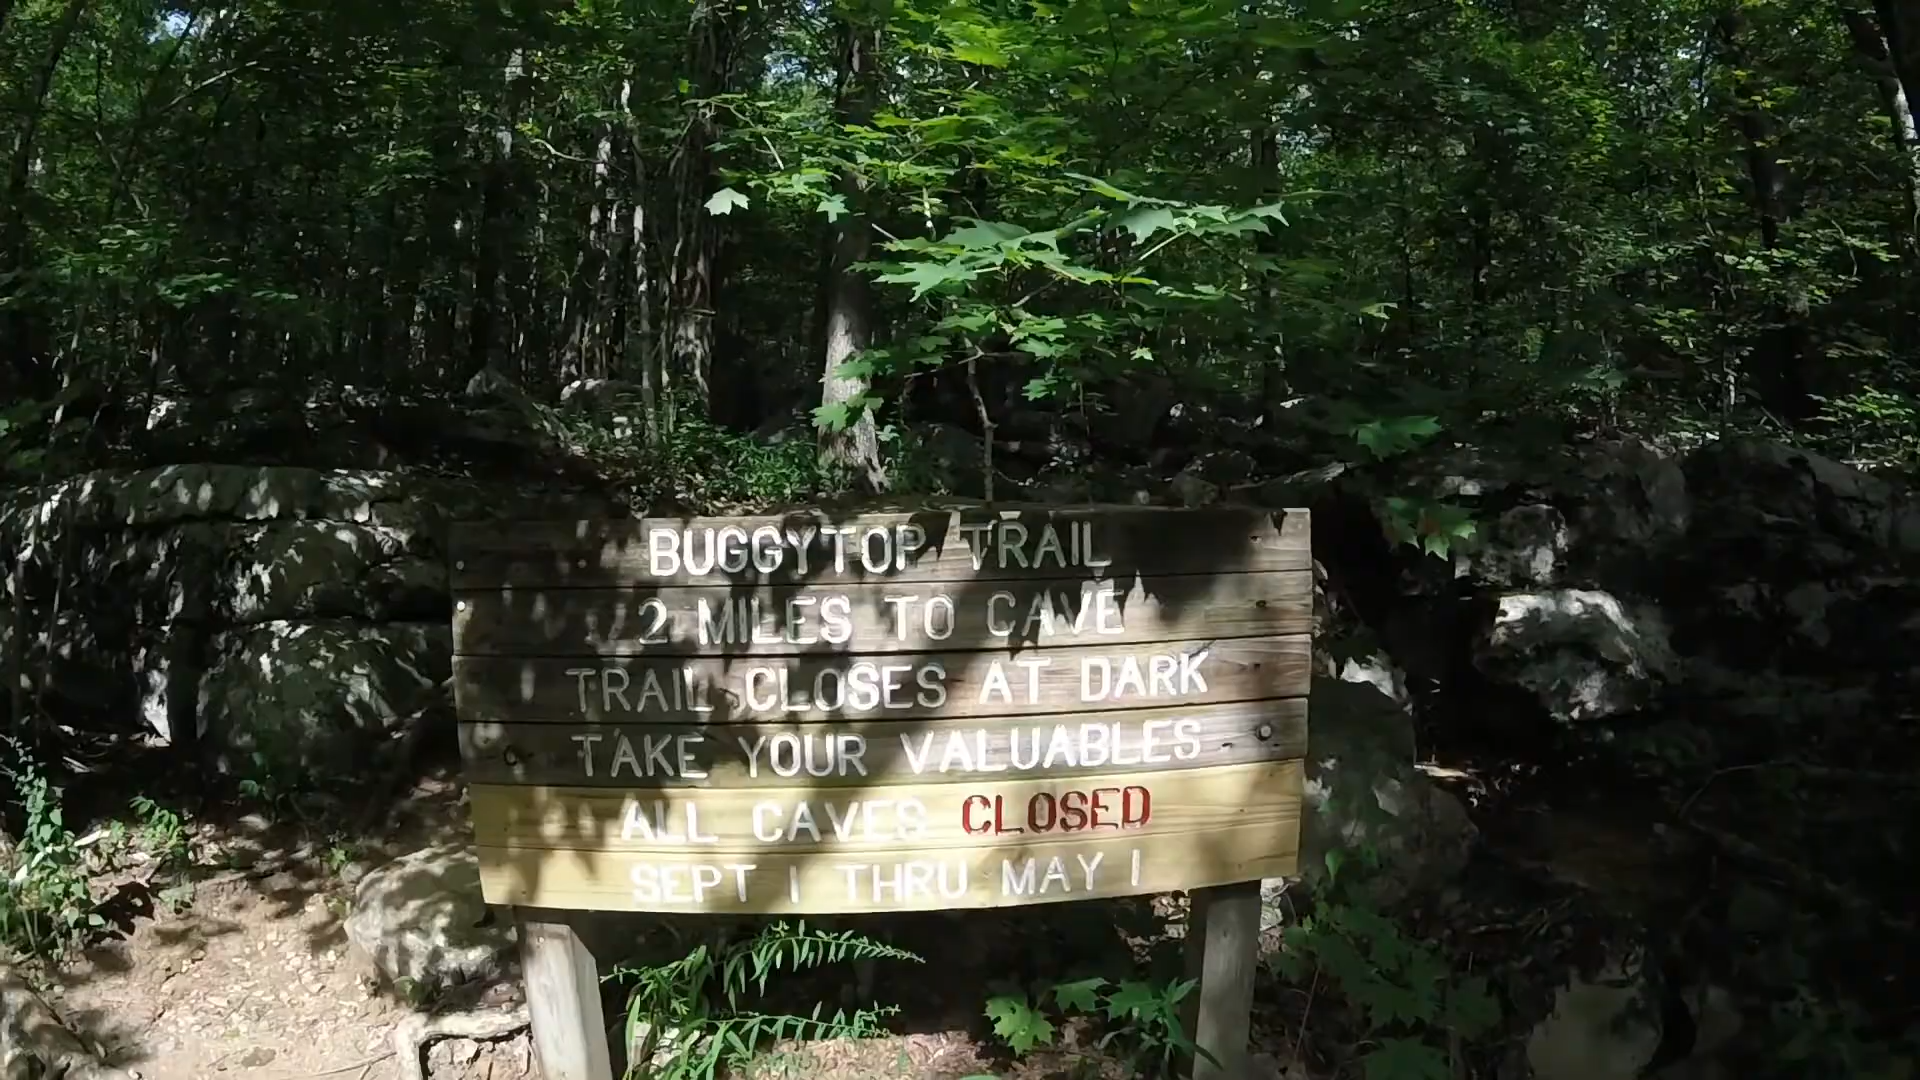 BUGGYTOP TRAIL
2 MILES TO CAVE
TRAIL CLOSES AT DARK
TAKE YOUR VALUABLES
ALL CAVES CLOSED
SEPT 1 THRU MAY 1